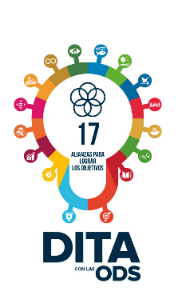 17
ALIANZAS PARA
LOGRAR
LOS OBJETIVOS
DITA
CON LAS
ODS